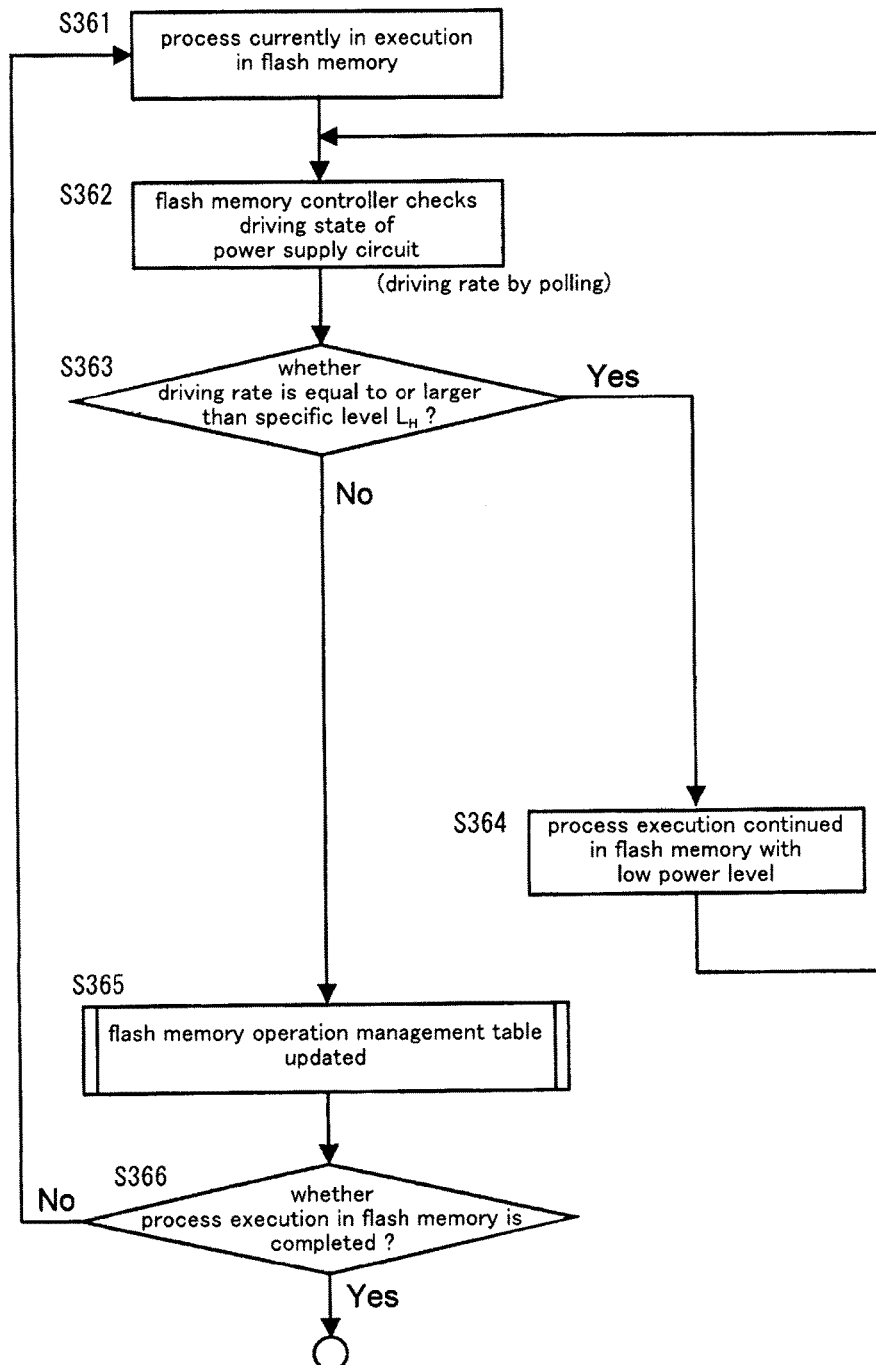 S361
process currently in execution
in flash memory
S362
flash memory controller checks
driving state of
power supply circuit
(driving rate by polling)
S363
whether
driving rate is equal to or larger
than specific level L_H ?
Yes
No
S364
process execution continued
in flash memory with
low power level
S365
flash memory operation management table
updated
S366
whether
process execution in flash memory is
completed ?
No
Yes